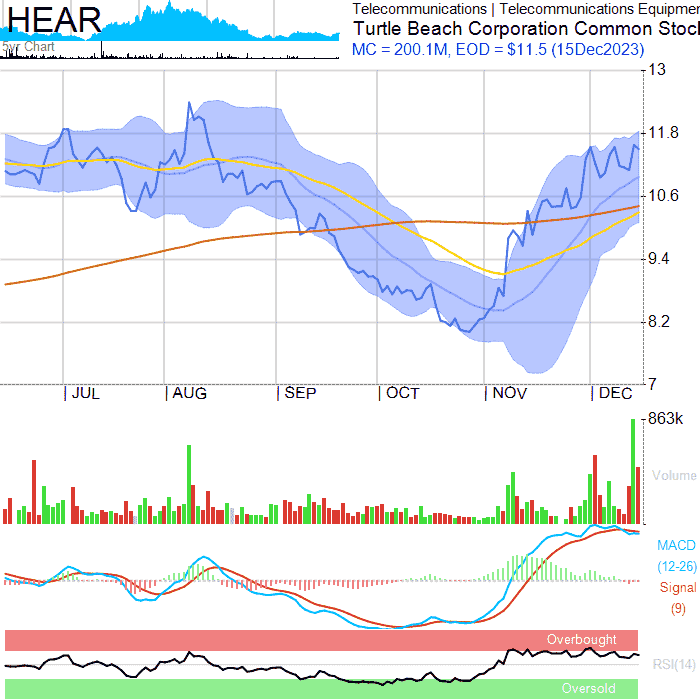 HEAR
5yr Chart
Telecommunications | Telecommunications Equipmer
Turtle Beach Corporation Common Stocl
MC = 200.1M, EOD = $11.5 (15Dec2023)
13
11.8
10.6
9.4
8.2
7
JUL
AUG
SEP
OCT
NOV
DEC
863k
Volume
MACD
(12-26)
Signal
(9)
Overbought
RSI(14)
Oversold